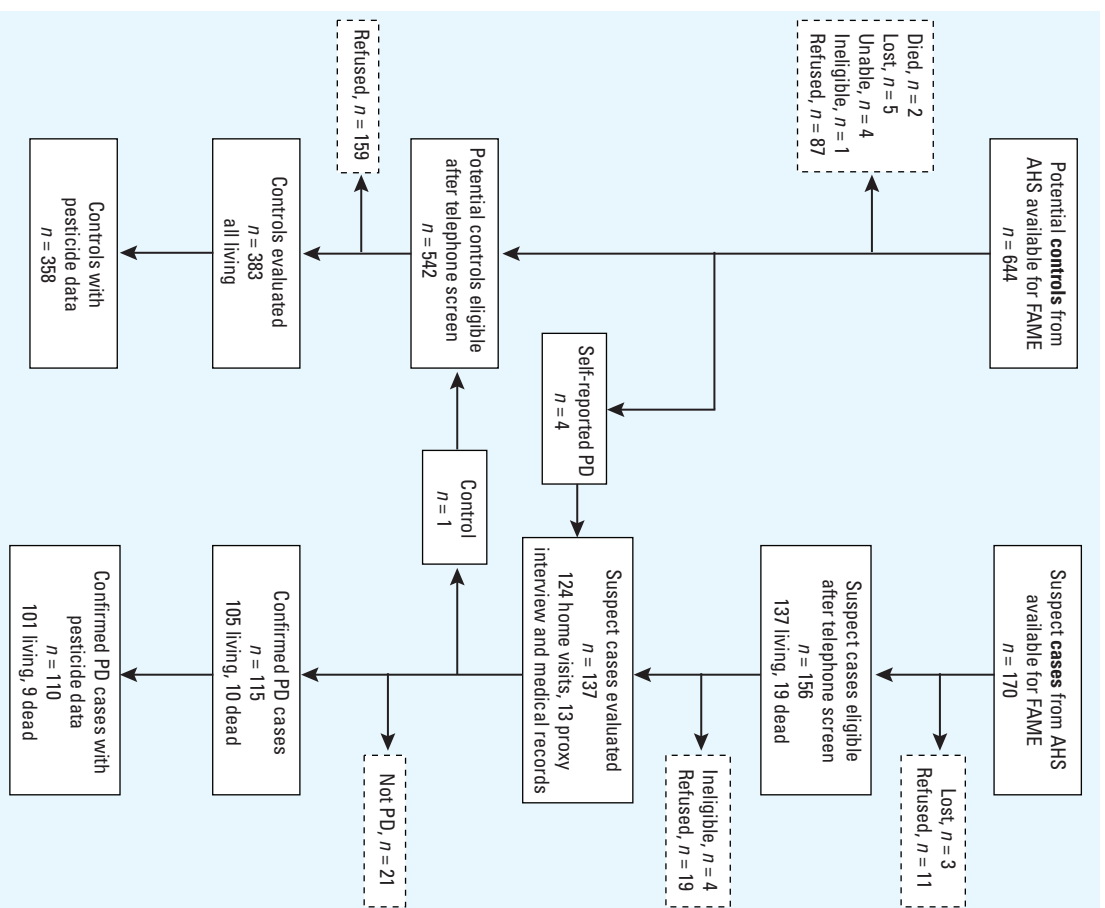 Potential controls from
AHS available for FAME
n = 644
Died, n = 2
Lost, n = 5
Unable, n = 4
Ineligible, n = 1
Refused, n = 87
Potential controls eligible
after telephone screen
n = 542
Refused, n = 159
Controls evaluated
n = 383
all living
Controls with
pesticide data
n = 358
Self-reported PD
n = 4
Control
n = 1
Suspect cases from AHS
available for FAME
n = 170
Lost, n = 3
Refused, n = 11
Suspect cases eligible
after telephone screen
n = 156
137 living, 19 dead
Ineligible, n = 4
Refused, n = 19
Suspect cases evaluated
n = 137
124 home visits, 13 proxy
interview and medical records
Not PD, n = 21
Confirmed PD cases
n = 115
105 living, 10 dead
Confirmed PD cases with
pesticide data
n = 110
101 living, 9 dead